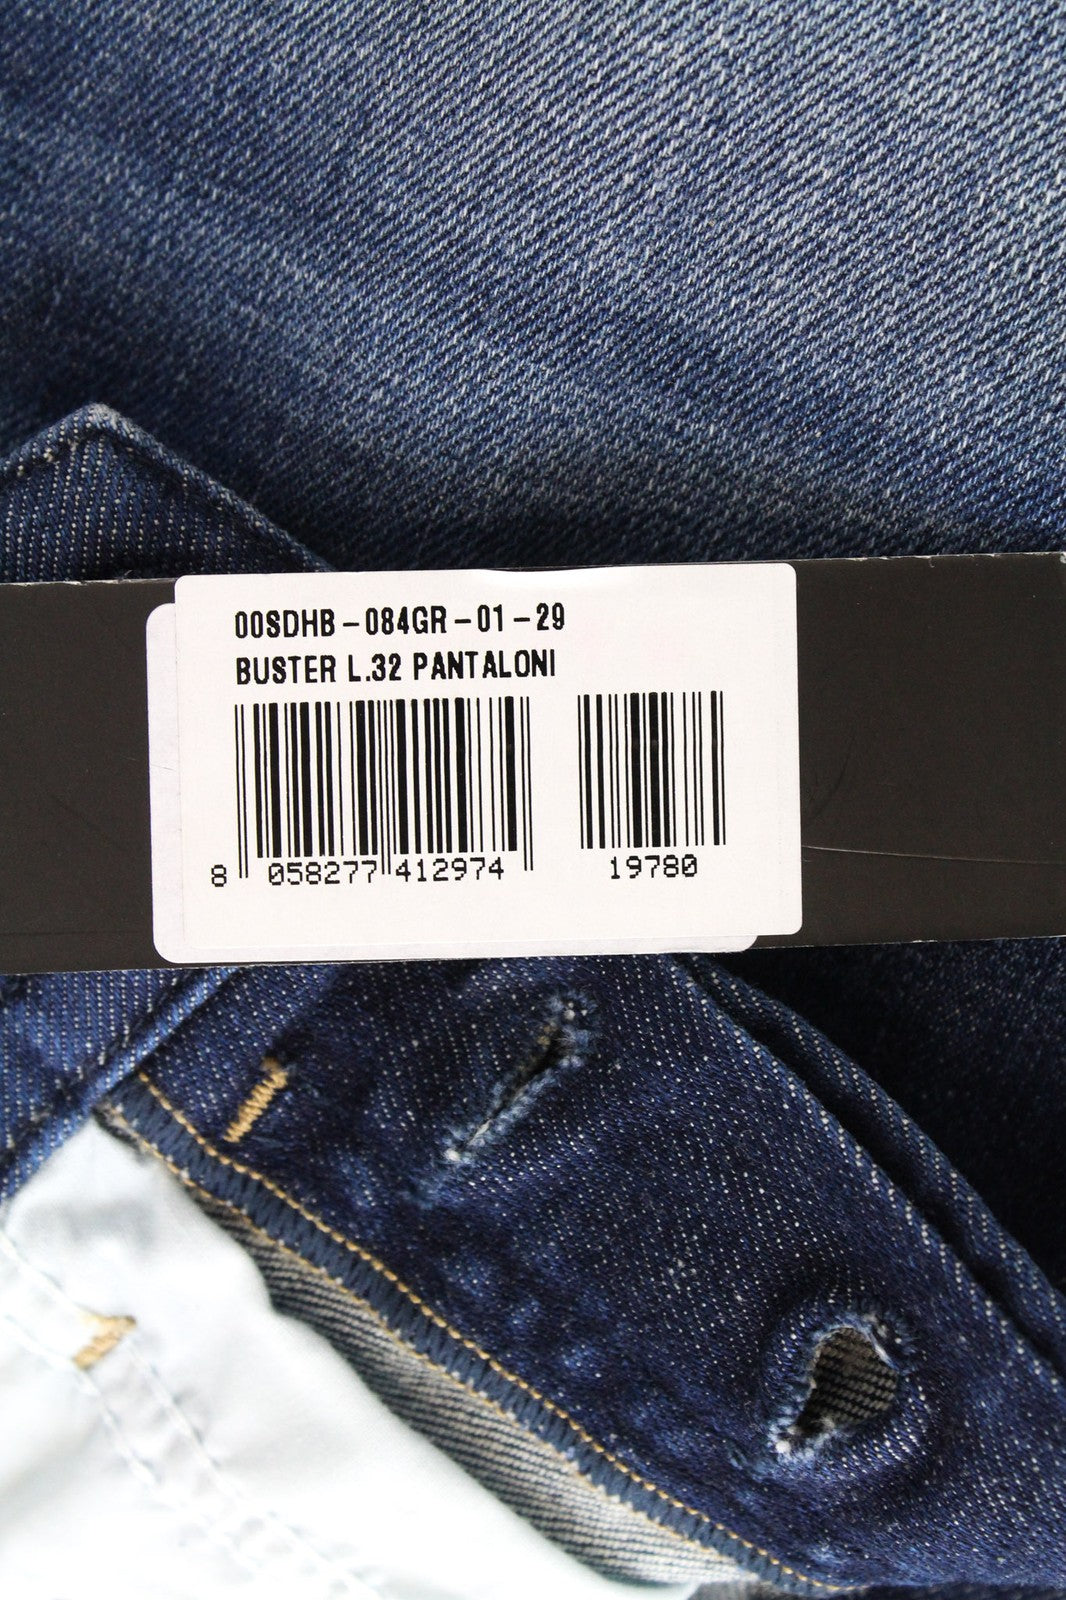 00SDHB-084GR-01-29
BUSTER L.32 PANTALONI
8 058277 412974 19780